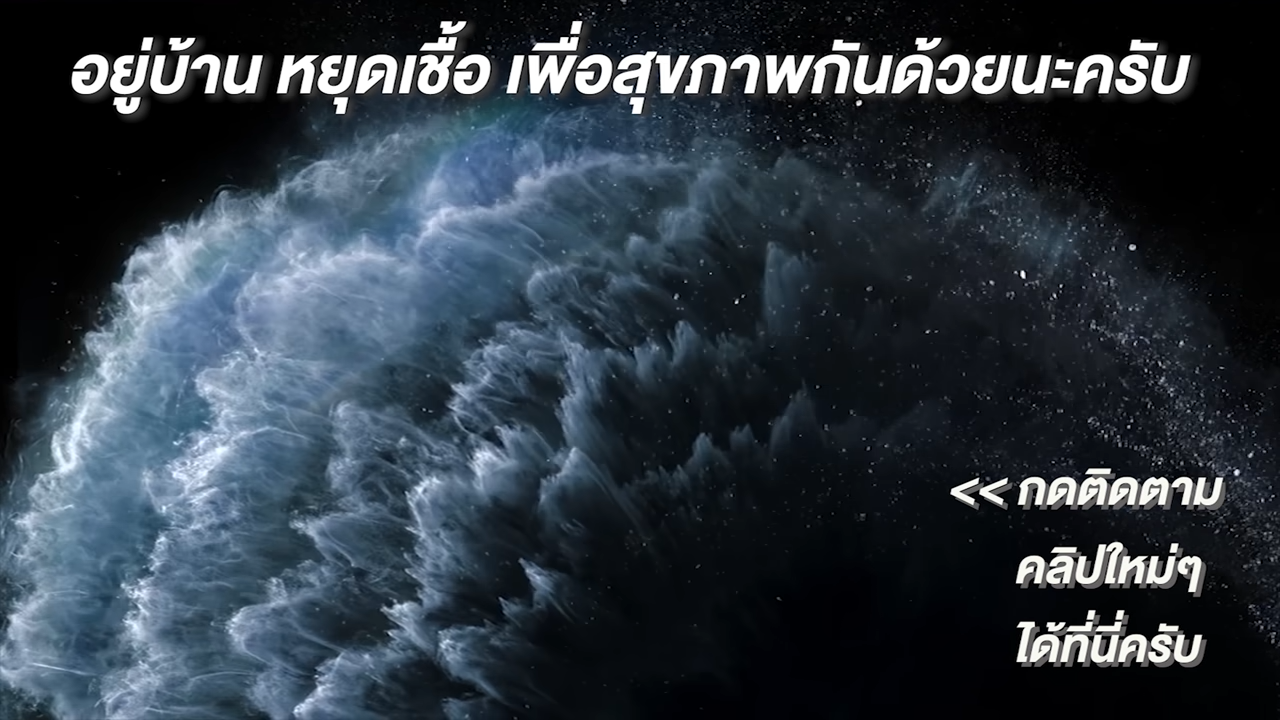 อยู่บ้าน หยุดเชื้อ เพื่อสุขภาพกันด้วยนะครับ
<< กดติดตาม
คลิปใหม่ๆ
ได้ที่นี่ครับ